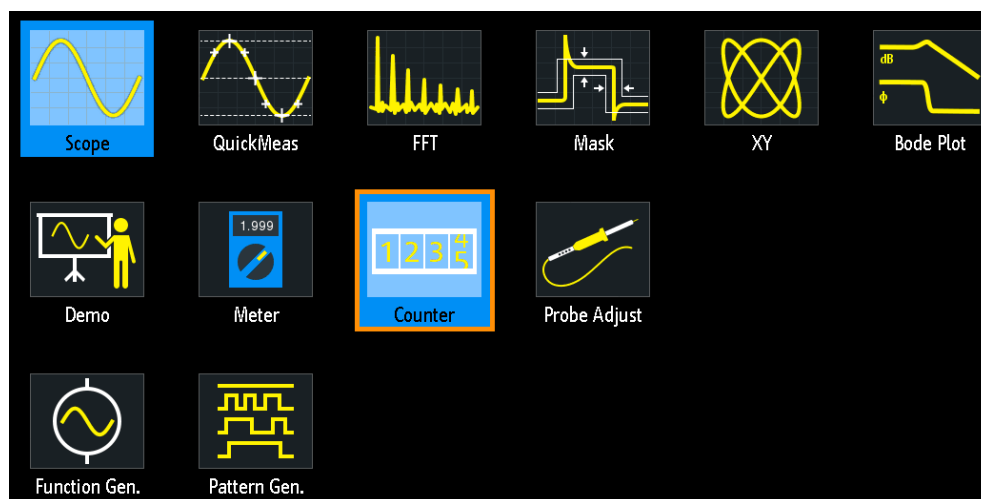 dB
ϕ
Scope
QuickMeas
FFT
Mask
XY
Bode Plot
1.999
1 2 3 4
5
Demo
Meter
Counter
Probe Adjust
Function Gen.
Pattern Gen.